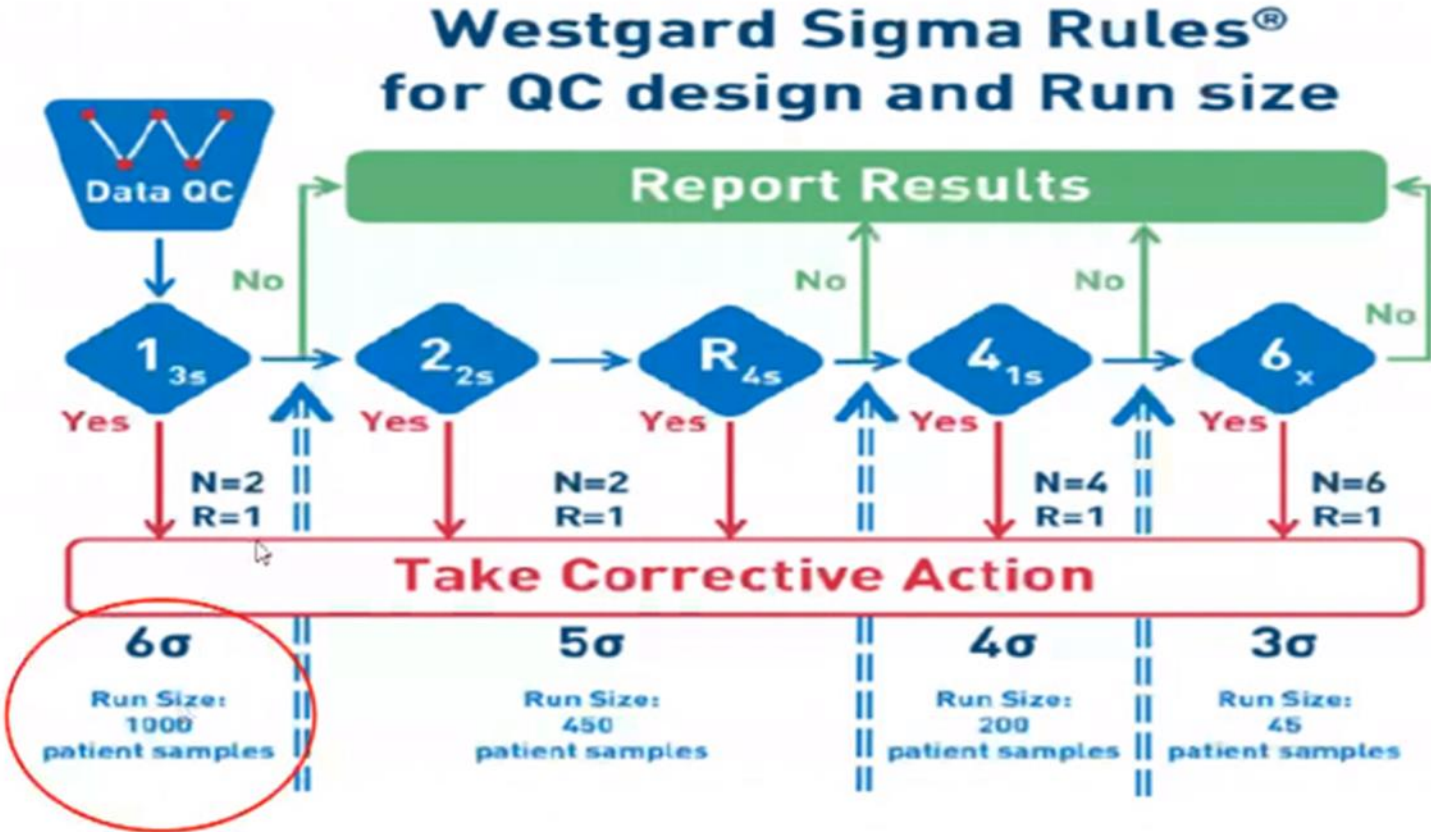 Westgard Sigma Rules®
for QC design and Run size
Data QC
Report Results
No
No
No
No
1 3s
2 2s
R 4s
4 1s
6 x
Yes
Yes
Yes
Yes
Yes
N=2
R=1
N=2
R=1
N=4
R=1
N=6
R=1
Take Corrective Action
6σ
Run Size:
1000
patient samples
5σ
Run Size:
450
patient samples
4σ
Run Size:
200
patient samples
3σ
Run Size:
45
patient samples